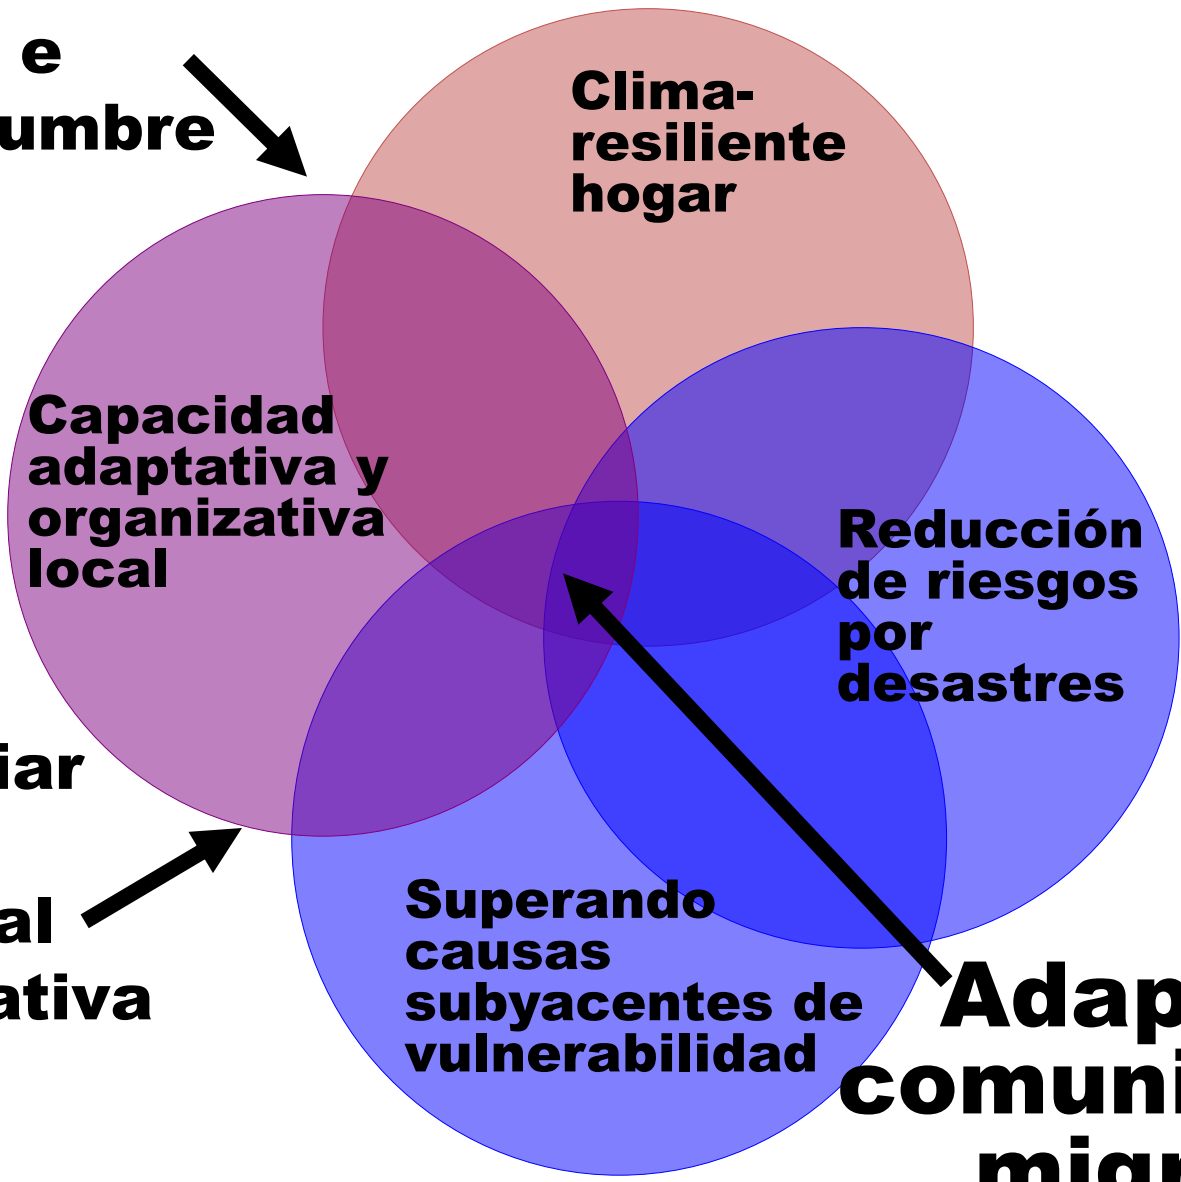 e
umbre
Clima-
resiliente
hogar
Capacidad
adaptativa y
organizativa
local
Reducción
de riesgos
por
desastres
iar
al
ativa
Superando
causas
subyacentes de
vulnerabilidad
Adap
comuni
migr